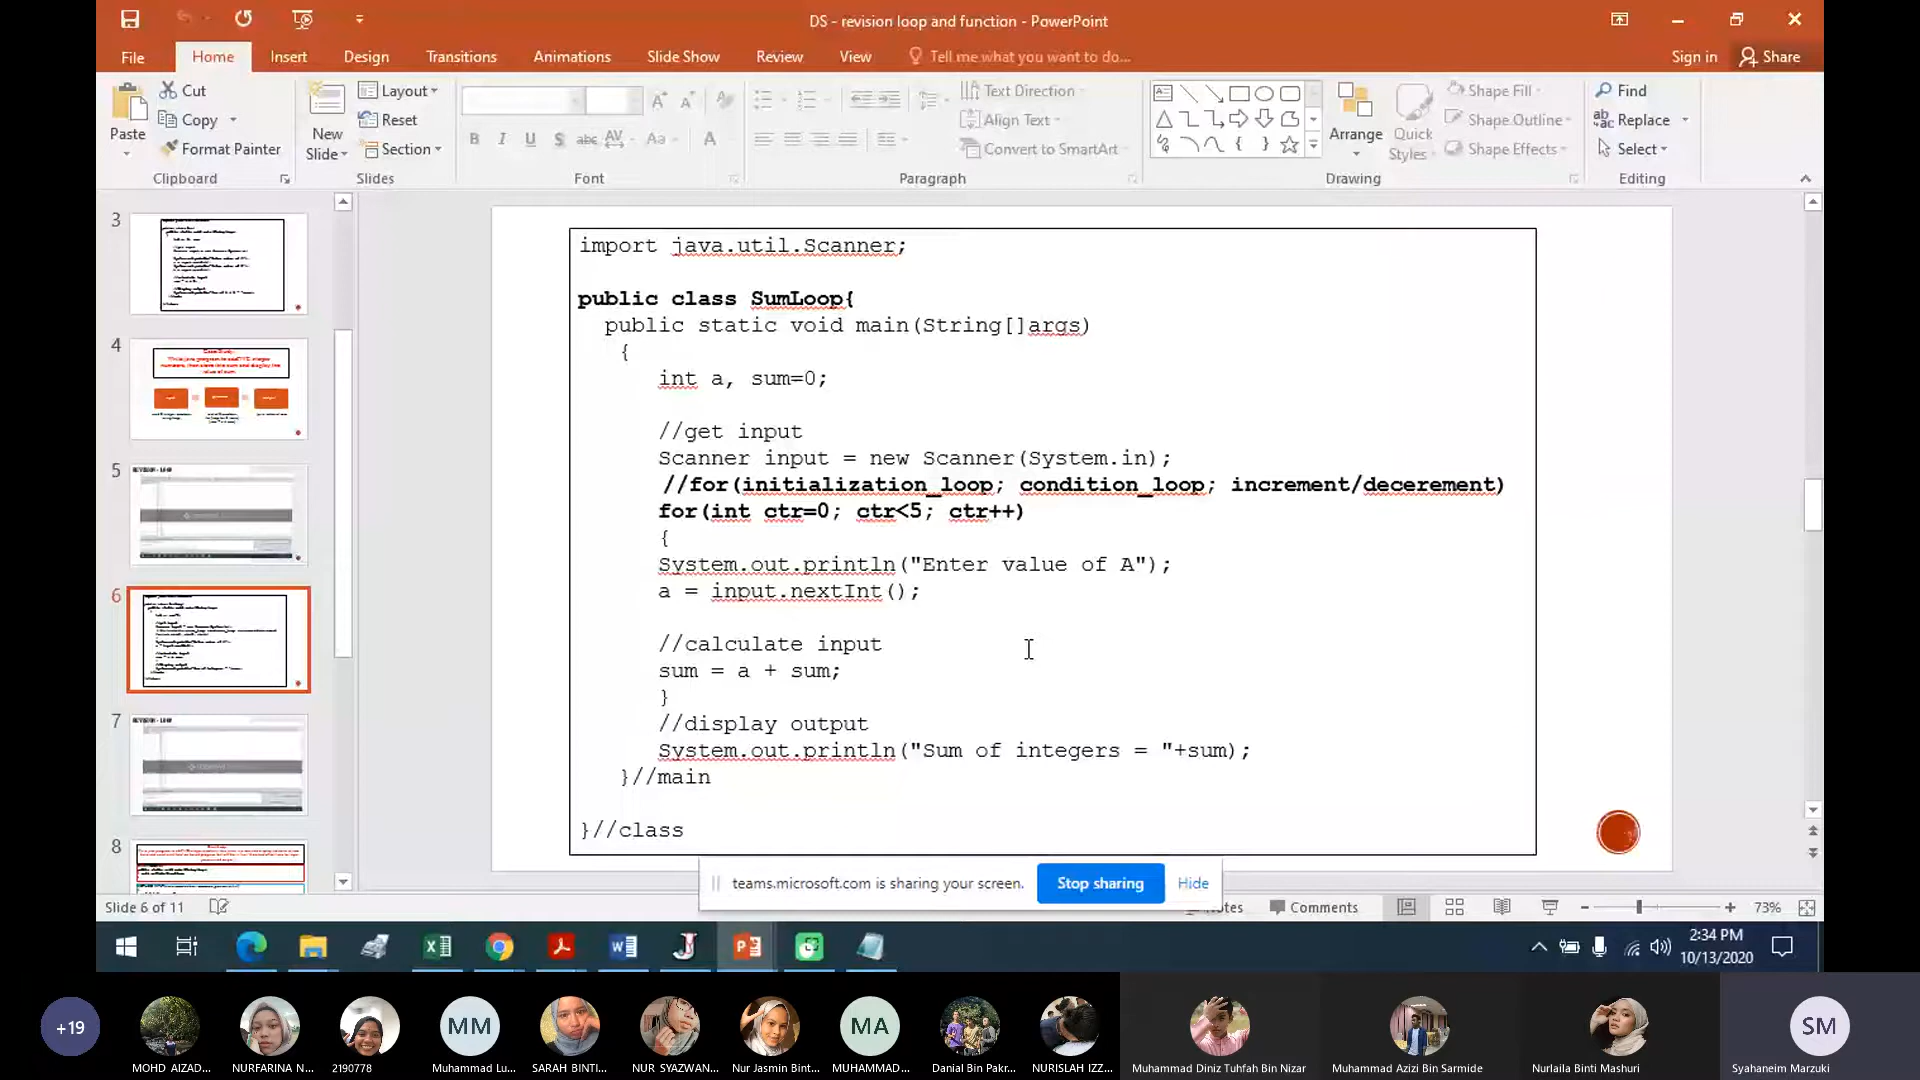 DS - revision loop and function - PowerPoint
File Home Insert Design Transitions Animations Slide Show Review View Tell me what you want to do... Sign in Share
Cut
Copy
Format Painter
Paste
Clipboard
New
Slide
Layout
Reset
Section
Slides
Font
Text Direction
Align Text
Convert to SmartArt
Paragraph
Arrange
Quick
Styles
Shape Fill
Shape Outline
Shape Effects
Drawing
Find
Replace
Select
Editing
3
4
5
6
7
8
import java.util.Scanner;
public class SumLoop{
public static void main(String[]args)
{
int a, sum=0;
//get input
Scanner input = new Scanner(System.in);
//for(initialization_loop; condition_loop; increment/decerement)
for(int ctr=0; ctr<5; ctr++)
{
System.out.println("Enter value of A");
a = input.nextInt();
//calculate input
sum = a + sum;
}
//display output
System.out.println("Sum of integers = "+sum);
}//main
}//class
teams.microsoft.com is sharing your screen. Stop sharing Hide
Slide 6 of 11
Comments
73%
2:34 PM
10/13/2020
+19
MM
MA
SM
MOHD AIZAD...
NURFARINA N...
2190778
Muhammad Lu...
SARAH BINTI...
NUR SYAZWAN...
Nur Jasmin Bint...
MUHAMMAD...
Danial Bin Pakr...
NURISLAH IZZ...
Muhammad Diniz Tuhfah Bin Nizar
Muhammad Azizi Bin Sarmide
Nurlaila Binti Mashuri
Syahaneim Marzuki